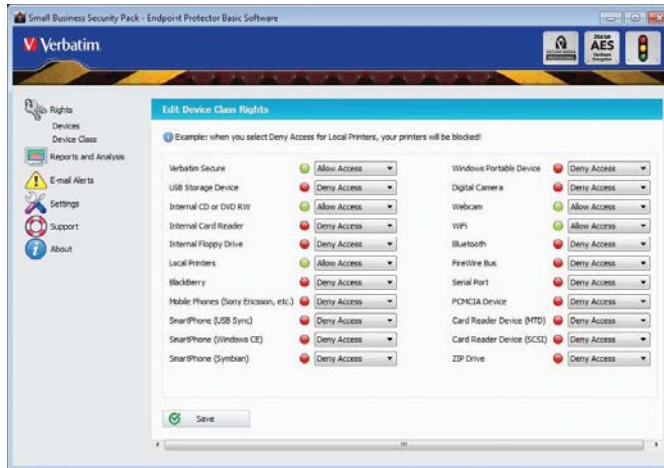 Small Business Security Pack - Endpoint Protector Basic Software
Verbatim.
SECURE MEDIA
256 bit
AES
Hardware
Encryption
Rights
Devices
Device Class
Reports and Analysis
E-mail Alerts
Settings
Support
About
Edit Device Class Rights
Example: when you select Deny Access for Local Printers, your printers will be blocked!
Verbatim Secure Allow Access
USB Storage Device Deny Access
Internal CD or DVD RW Allow Access
Internal Card Reader Deny Access
Internal Floppy Drive Deny Access
Local Printers Allow Access
BlackBerry Deny Access
Mobile Phones (Sony Ericsson, etc.) Deny Access
SmartPhone (USB Sync) Deny Access
SmartPhone (Windows CE) Deny Access
SmartPhone (Symbian) Deny Access
Windows Portable Device Deny Access
Digital Camera Deny Access
Webcam Allow Access
WiFi Allow Access
Bluetooth Deny Access
FireWire Bus Deny Access
Serial Port Deny Access
PCMCIA Device Deny Access
Card Reader Device (MTD) Deny Access
Card Reader Device (SCSI) Deny Access
ZIP Drive Deny Access
Save